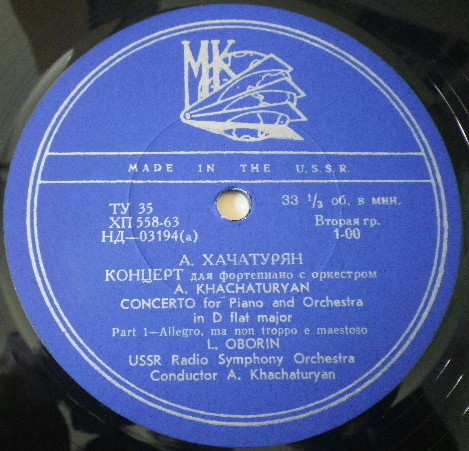 MK
MADE IN THE U.S.S.R.
ТУ 35
ХП 558-63
НД—03194(а)
33 1/3 об. в мин.
Вторая гр.
1-00
А. ХАЧАТУРЯН
КОНЦЕРТ для фортепиано с оркестром
A. KHACHATURYAN
CONCERTO for Piano and Orchestra
in D flat major
Part 1—Allegro, ma non troppo e maestoso
L. OBORIN
USSR Radio Symphony Orchestra
Conductor A. Khachaturyan